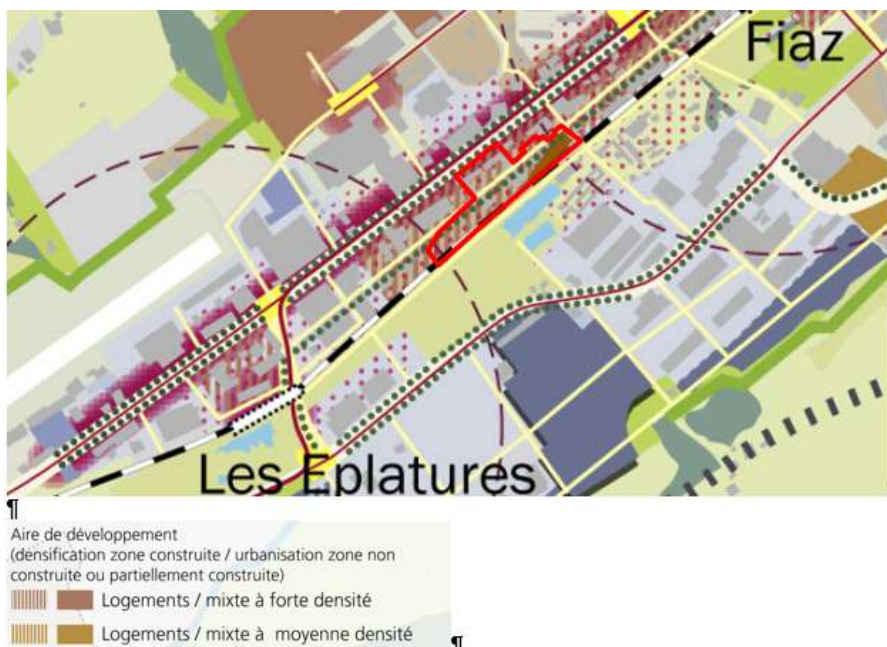 Fiaz
Les Eplatures
¶
Aire de développement
(densification zone construite / urbanisation zone non
construite ou partiellement construite)
Logements / mixte à forte densité
Logements / mixte à moyenne densité
¶